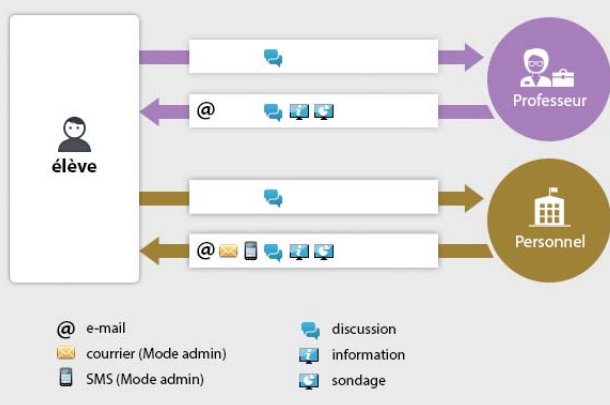 Professeur
@
élève
Personnel
@
@ e-mail
courrier (Mode admin)
SMS (Mode admin)
discussion
information
sondage